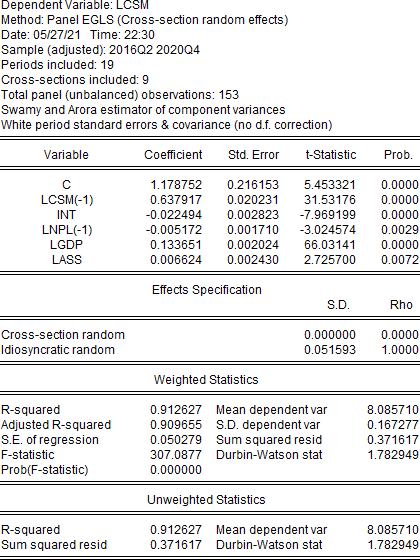 Dependent Variable: LCSM
Method: Panel EGLS (Cross-section random effects)
Date: 05/27/21 Time: 22:30
Sample (adjusted): 2016Q2 2020Q4
Periods included: 19
Cross-sections included: 9
Total panel (unbalanced) observations: 153
Swamy and Arora estimator of component variances
White period standard errors & covariance (no d.f. correction)
Variable Coefficient Std. Error t-Statistic Prob.
C 1.178752 0.216153 5.453321 0.0000
LCSM(-1) 0.637917 0.020231 31.53176 0.0000
INT -0.022494 0.002823 -7.969199 0.0000
LNPL(-1) -0.005172 0.001710 -3.024574 0.0029
LGDP 0.133651 0.002024 66.03141 0.0000
LASS 0.006624 0.002430 2.725700 0.0072
Effects Specification
S.D. Rho
Cross-section random 0.000000 0.0000
Idiosyncratic random 0.051593 1.0000
Weighted Statistics
R-squared 0.912627 Mean dependent var 8.085710
Adjusted R-squared 0.909655 S.D. dependent var 0.167277
S.E. of regression 0.050279 Sum squared resid 0.371617
F-statistic 307.0877 Durbin-Watson stat 1.782949
Prob(F-statistic) 0.000000
Unweighted Statistics
R-squared 0.912627 Mean dependent var 8.085710
Sum squared resid 0.371617 Durbin-Watson stat 1.782949